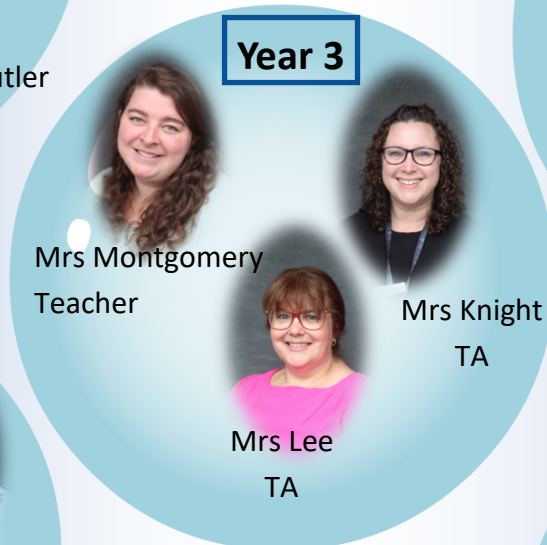 Year 3
Mrs Montgomery
Teacher
Mrs Knight
TA
Mrs Lee
TA